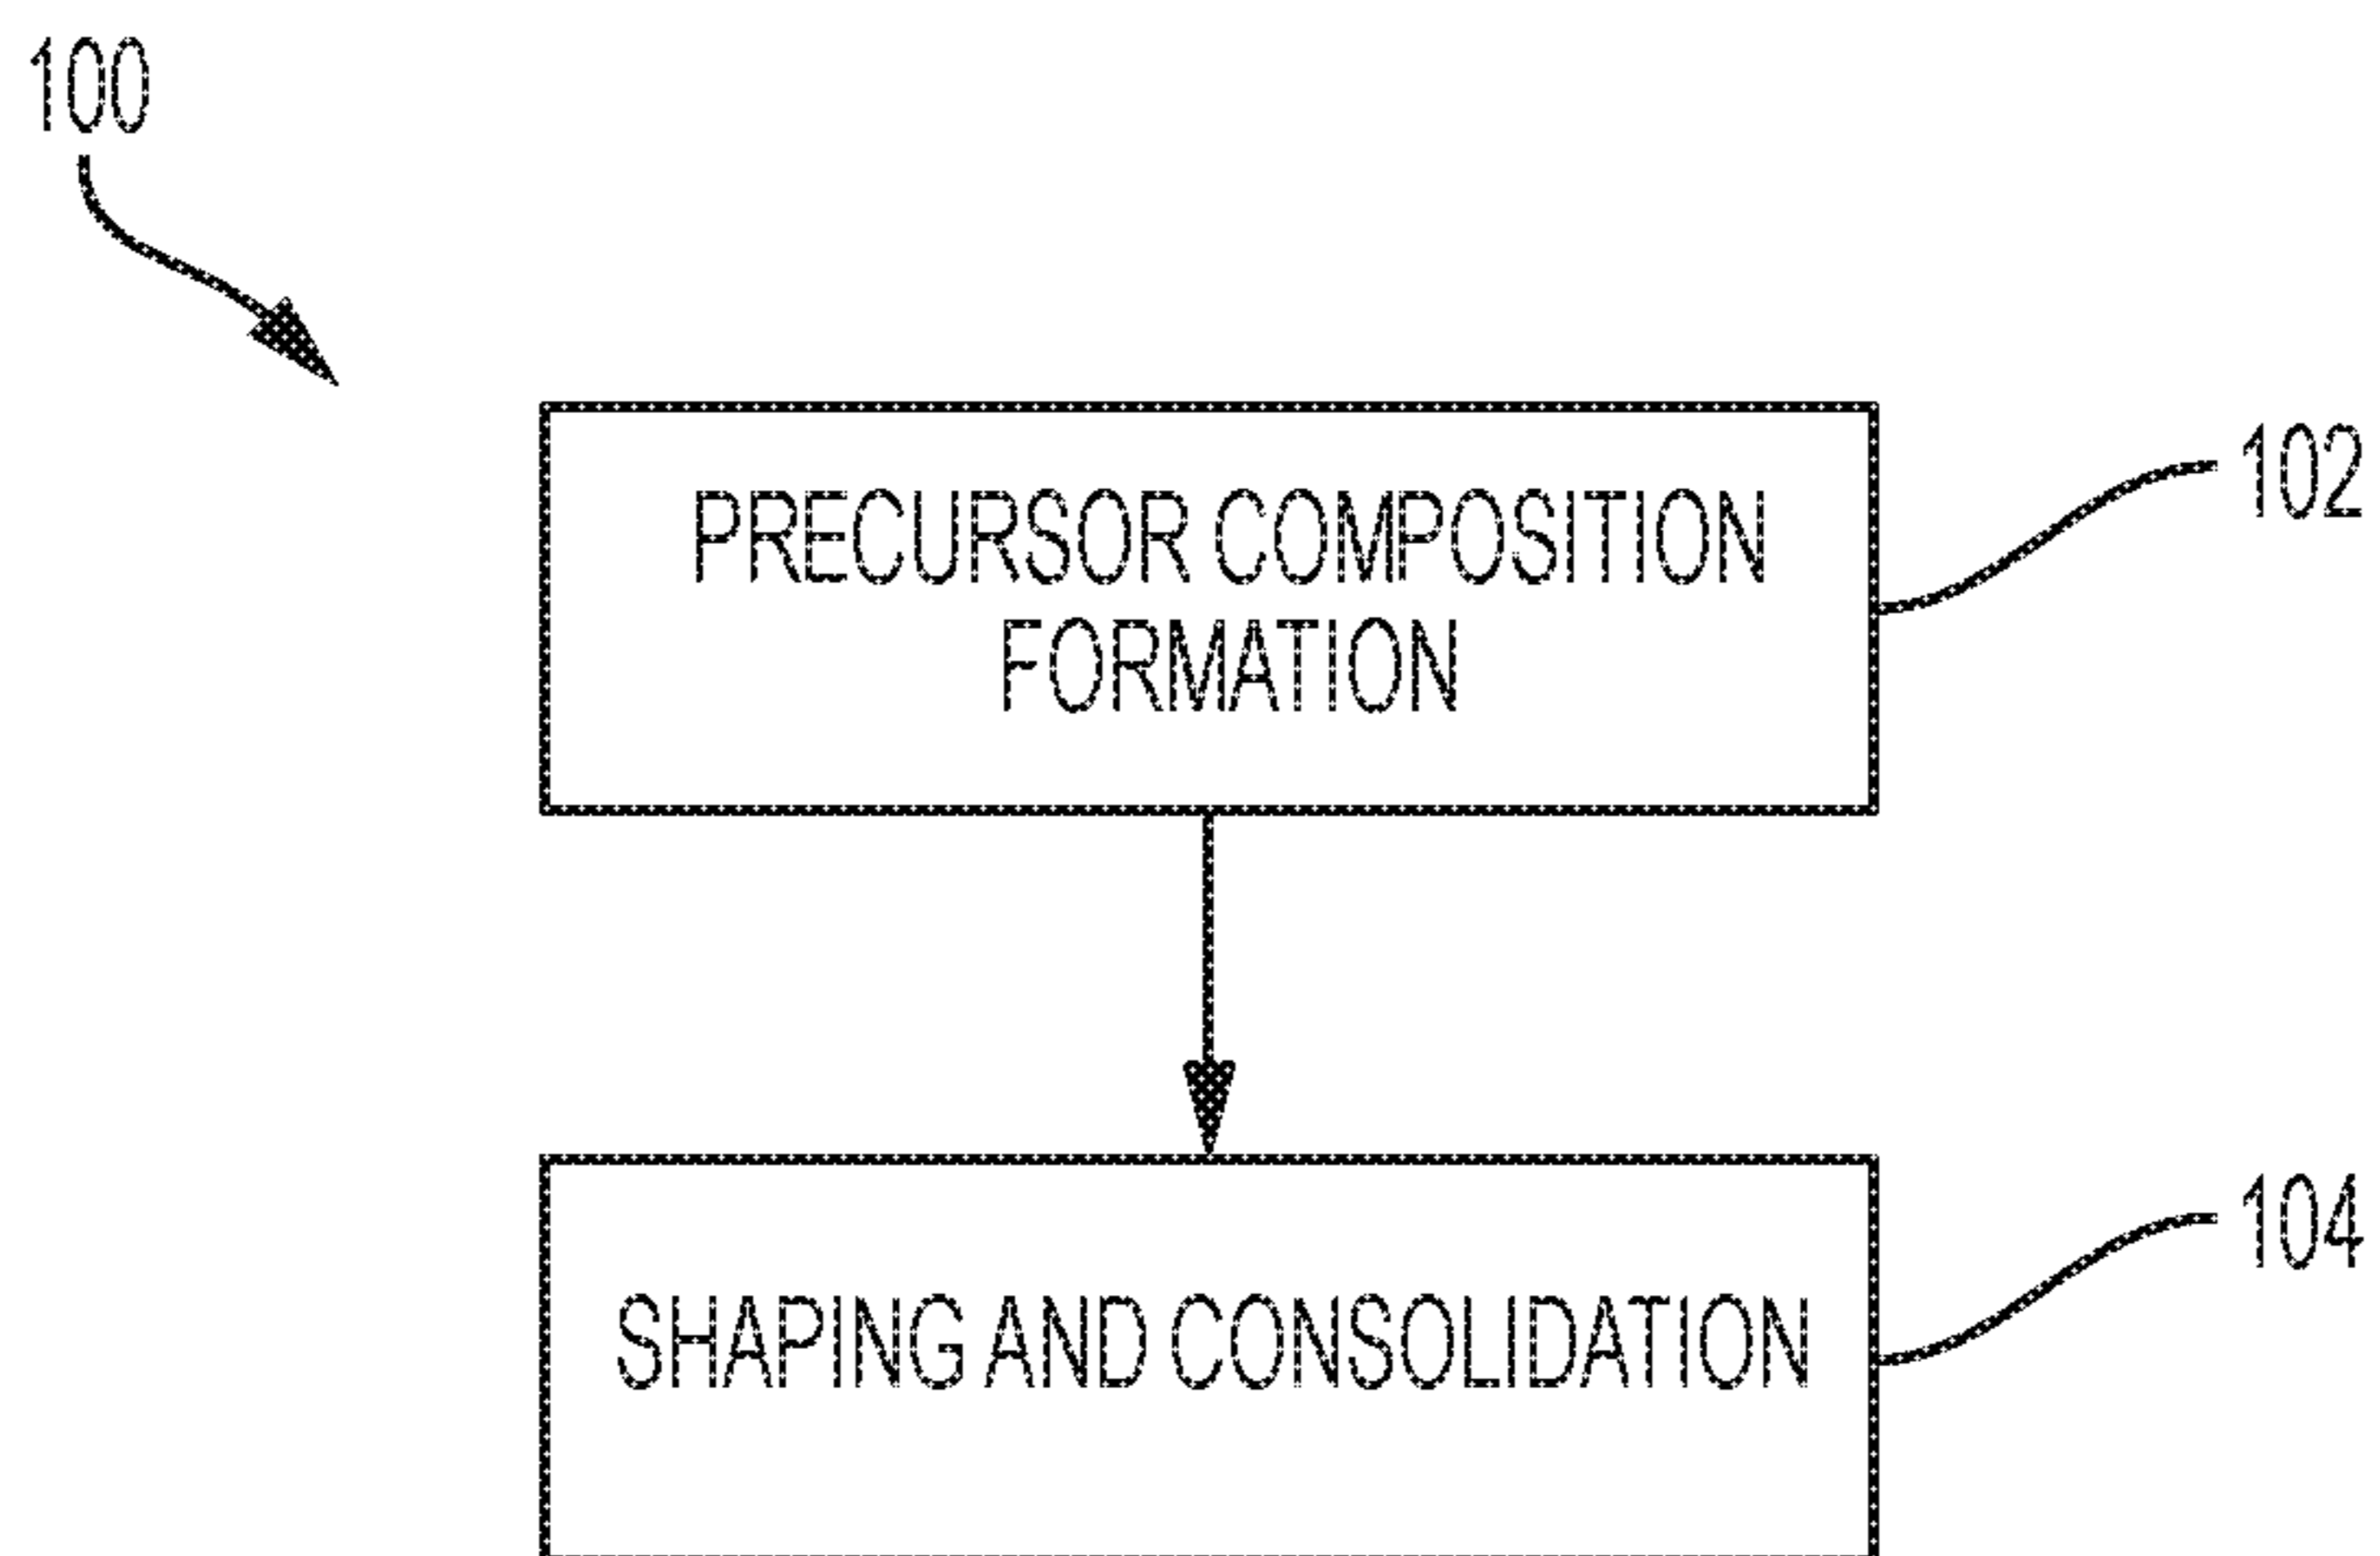 100
PRECURSOR COMPOSITION
FORMATION
102
SHAPING AND CONSOLIDATION
104